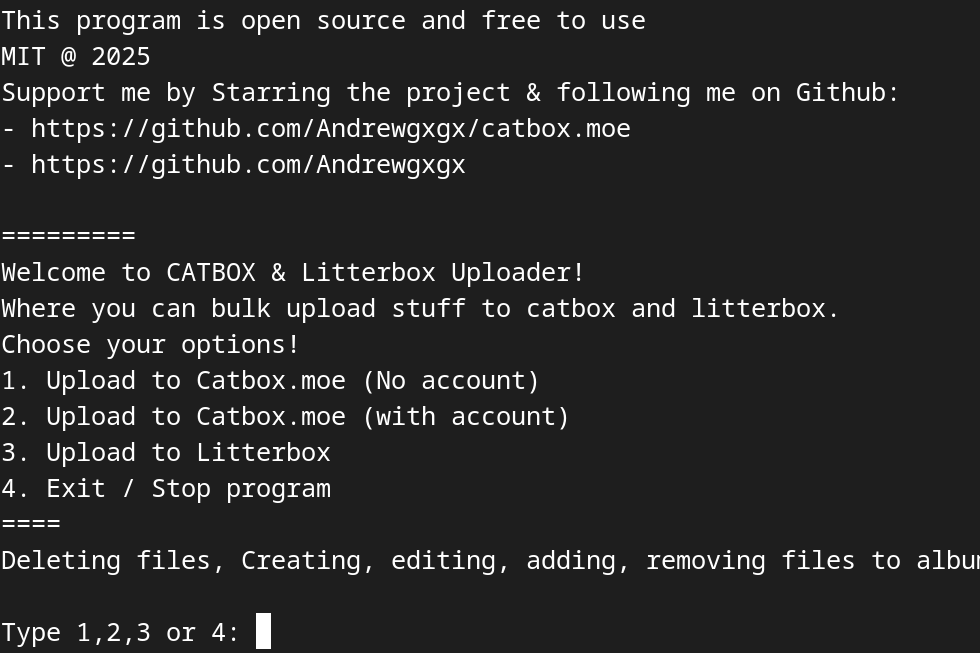 This program is open source and free to use
MIT @ 2025
Support me by Starring the project & following me on Github:
- https://github.com/Andrewgxgx/catbox.moe
- https://github.com/Andrewgxgx
=========
Welcome to CATBOX & Litterbox Uploader!
Where you can bulk upload stuff to catbox and litterbox.
Choose your options!
1. Upload to Catbox.moe (No account)
2. Upload to Catbox.moe (with account)
3. Upload to Litterbox
4. Exit / Stop program
====
Deleting files, Creating, editing, adding, removing files to
Type 1,2,3 or 4: